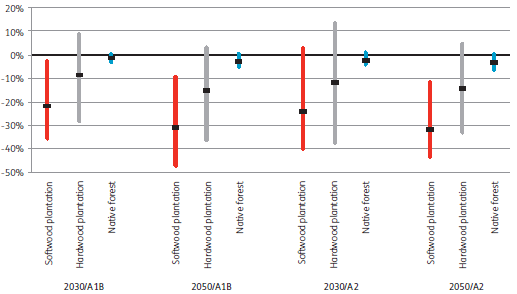 20%
10%
0%
-10%
-20%
-30%
-40%
-50%
Softwood plantation
Hardwood plantation
Native forest
Softwood plantation
Hardwood plantation
Native forest
Softwood plantation
Hardwood plantation
Native forest
Softwood plantation
Hardwood plantation
Native forest
2030/A1B
2050/A1B
2030/A2
2050/A2